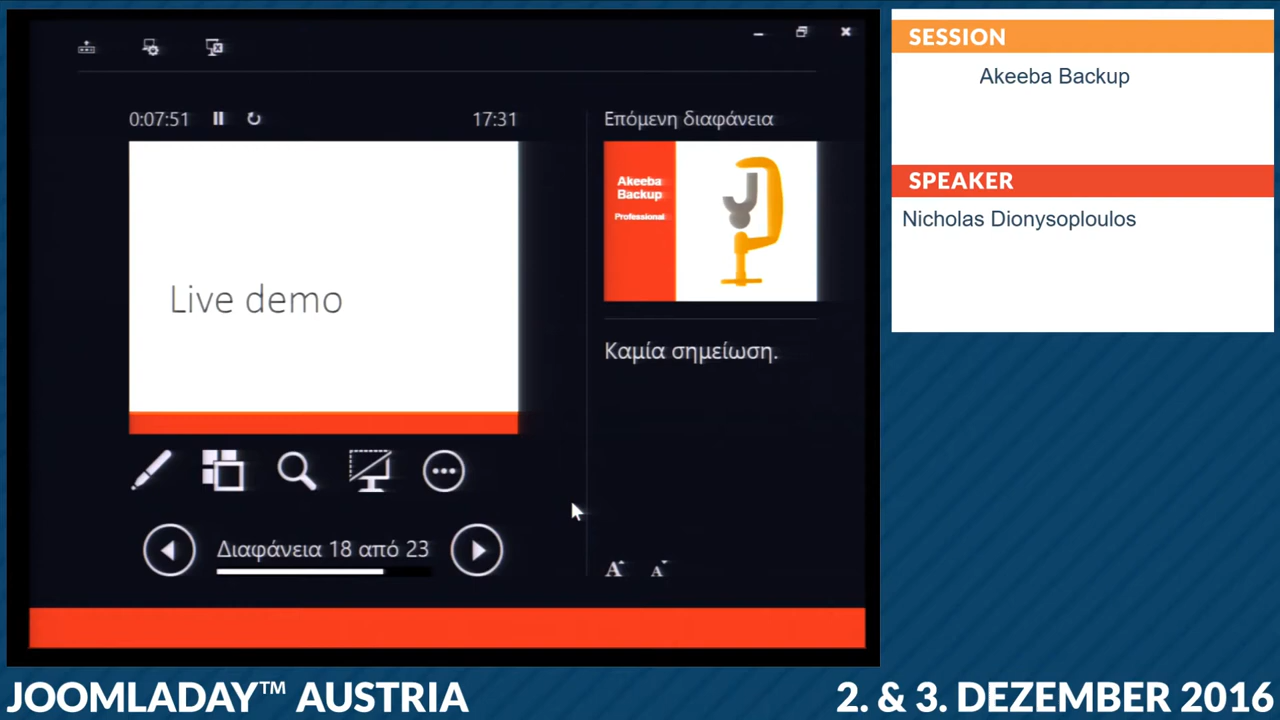 0:07:51
17:31
Επόμενη διαφάνεια
Live demo
Akeeba
Backup
Professional
Καμία σημείωση.
Διαφάνεια 18 από 23
A A
SESSION
Akeeba Backup
SPEAKER
Nicholas Dionysoploulos
JOOMLADAY™ AUSTRIA
2. & 3. DEZEMBER 2016